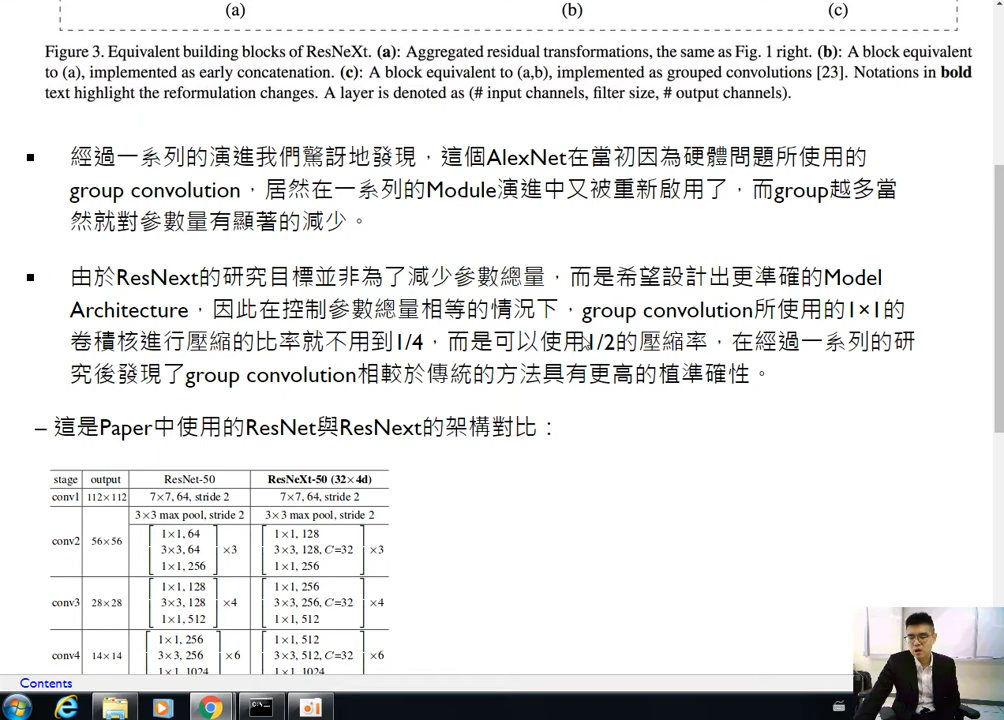 (a) (b) (c)
Figure 3. Equivalent building blocks of ResNeXt. (a): Aggregated residual transformations, the same as Fig. 1 right. (b): A block equivalent
to (a), implemented as early concatenation. (c): A block equivalent to (a,b), implemented as grouped convolutions [23]. Notations in bold
text highlight the reformulation changes. A layer is denoted as (# input channels, filter size, # output channels).
▪ 經過一系列的演進我們驚訝地發現，這個AlexNet在當初因為硬體問題所使用的
group convolution，居然在一系列的Module演進中又被重新啟用了，而group越多當
然就對參數量有顯著的減少。
▪ 由於ResNext的研究目標並非為了減少參數總量，而是希望設計出更準確的Model
Architecture，因此在控制參數總量相等的情況下，group convolution所使用的1×1的
卷積核進行壓縮的比率就不用到1/4，而是可以使用1/2的壓縮率，在經過一系列的研
究後發現了group convolution相較於傳統的方法具有更高的植準確性。
– 這是Paper中使用的ResNet與ResNext的架構對比：
stage output ResNet-50 ResNeXt-50 (32×4d)
conv1 112×112 7×7, 64, stride 2 7×7, 64, stride 2
3×3 max pool, stride 2 3×3 max pool, stride 2
1×1, 64 1×1, 128
conv2 56×56 3×3, 64 ×3 3×3, 128, C=32 ×3
1×1, 256 1×1, 256
1×1, 128 1×1, 256
conv3 28×28 3×3, 128 ×4 3×3, 256, C=32 ×4
1×1, 512 1×1, 512
1×1, 256 1×1, 512
conv4 14×14 3×3, 256 ×6 3×3, 512, C=32 ×6
1×1, 1024 1×1, 1024
Contents